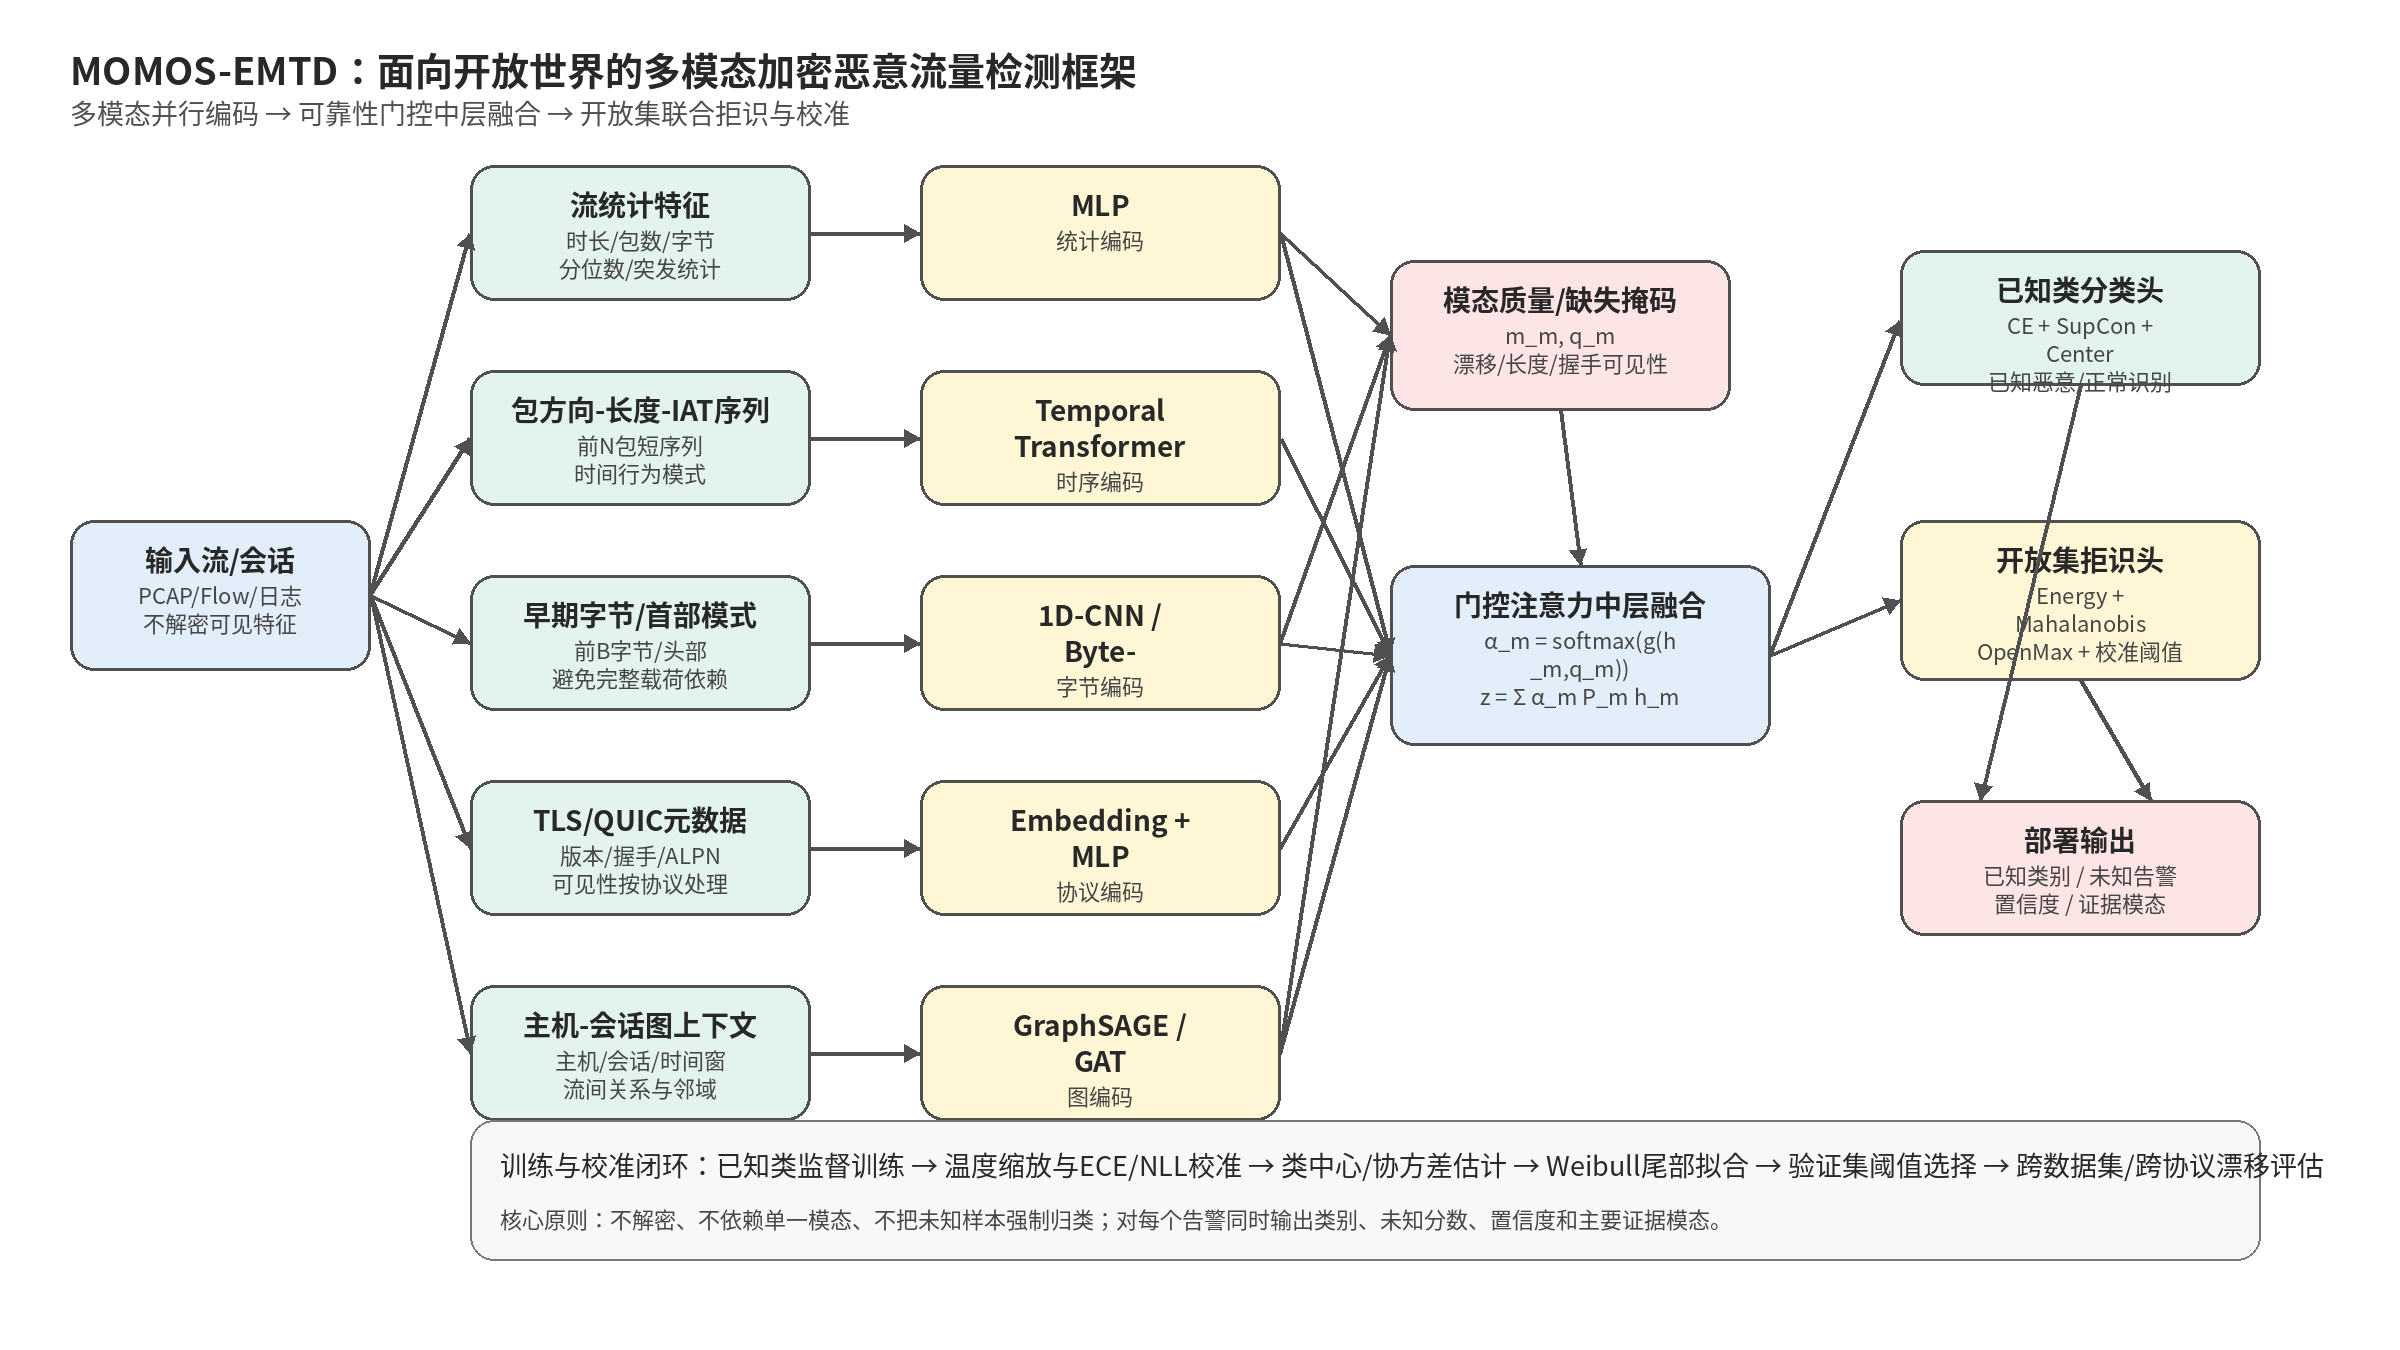 MOMOS-EMTD：面向开放世界的多模态加密恶意流量检测框架
多模态并行编码 → 可靠性门控中层融合 → 开放集联合拒识与校准
输入流/会话
PCAP/Flow/日志
不解密可见特征
流统计特征
时长/包数/字节
分位数/突发统计
包方向-长度-IAT序列
前N包短序列
时间行为模式
早期字节/首部模式
前B字节/头部
避免完整载荷依赖
TLS/QUIC元数据
版本/握手/ALPN
可见性按协议处理
主机-会话图上下文
主机/会话/时间窗
流间关系与邻域
MLP
统计编码
Temporal
Transformer
时序编码
1D-CNN /
Byte-
字节编码
Embedding +
MLP
协议编码
GraphSAGE /
GAT
图编码
模态质量/缺失掩码
m_m, q_m
漂移/长度/握手可见性
门控注意力中层融合
α_m = softmax(g(h
_m,q_m))
z = Σ α_m P_m h_m
已知类分类头
CE + SupCon +
Center
已知恶意/正常识别
开放集拒识头
Energy +
Mahalanobis
OpenMax + 校准阈值
部署输出
已知类别 / 未知告警
置信度 / 证据模态
训练与校准闭环：已知类监督训练 → 温度缩放与ECE/NLL校准 → 类中心/协方差估计 → Weibull尾部拟合 → 验证集阈值选择 → 跨数据集/跨协议漂移评估
核心原则：不解密、不依赖单一模态、不把未知样本强制归类；对每个告警同时输出类别、未知分数、置信度和主要证据模态。